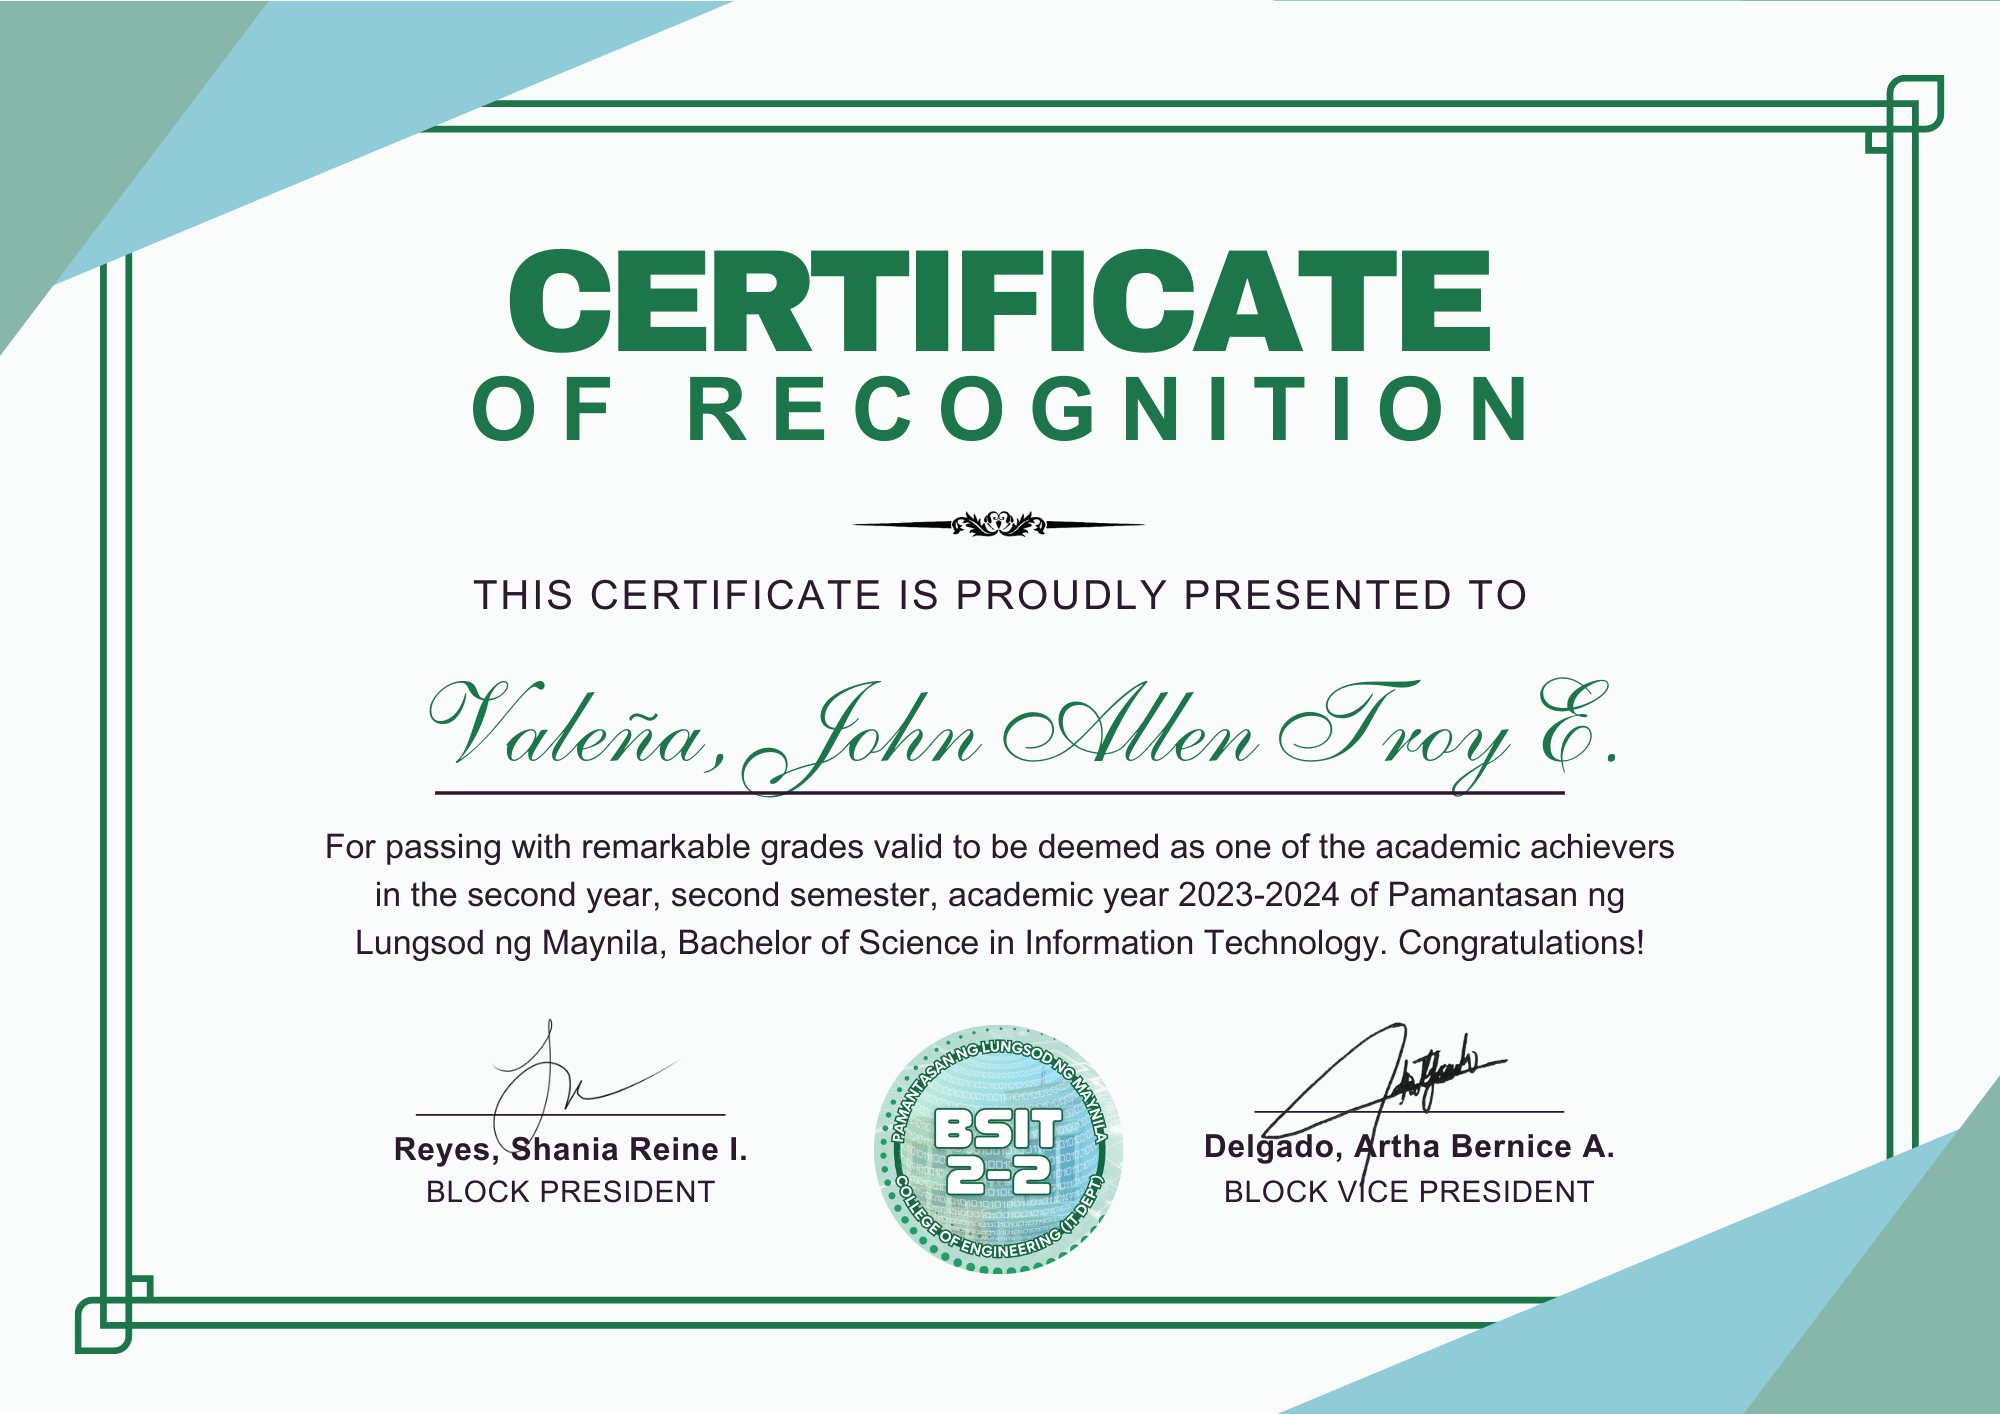 CERTIFICATE
OF RECOGNITION
THIS CERTIFICATE IS PROUDLY PRESENTED TO
Valeña, John Allen Troy E.
For passing with remarkable grades valid to be deemed as one of the academic achievers
in the second year, second semester, academic year 2023-2024 of Pamantasan ng
Lungsod ng Maynila, Bachelor of Science in Information Technology. Congratulations!
Reyes, Shania Reine I.
BLOCK PRESIDENT
PAMANTASAN NG LUNGSOD NG MAYNILA
BSIT
2-2
COLLEGE OF ENGINEERING (IT DEPT)
Delgado, Artha Bernice A.
BLOCK VICE PRESIDENT